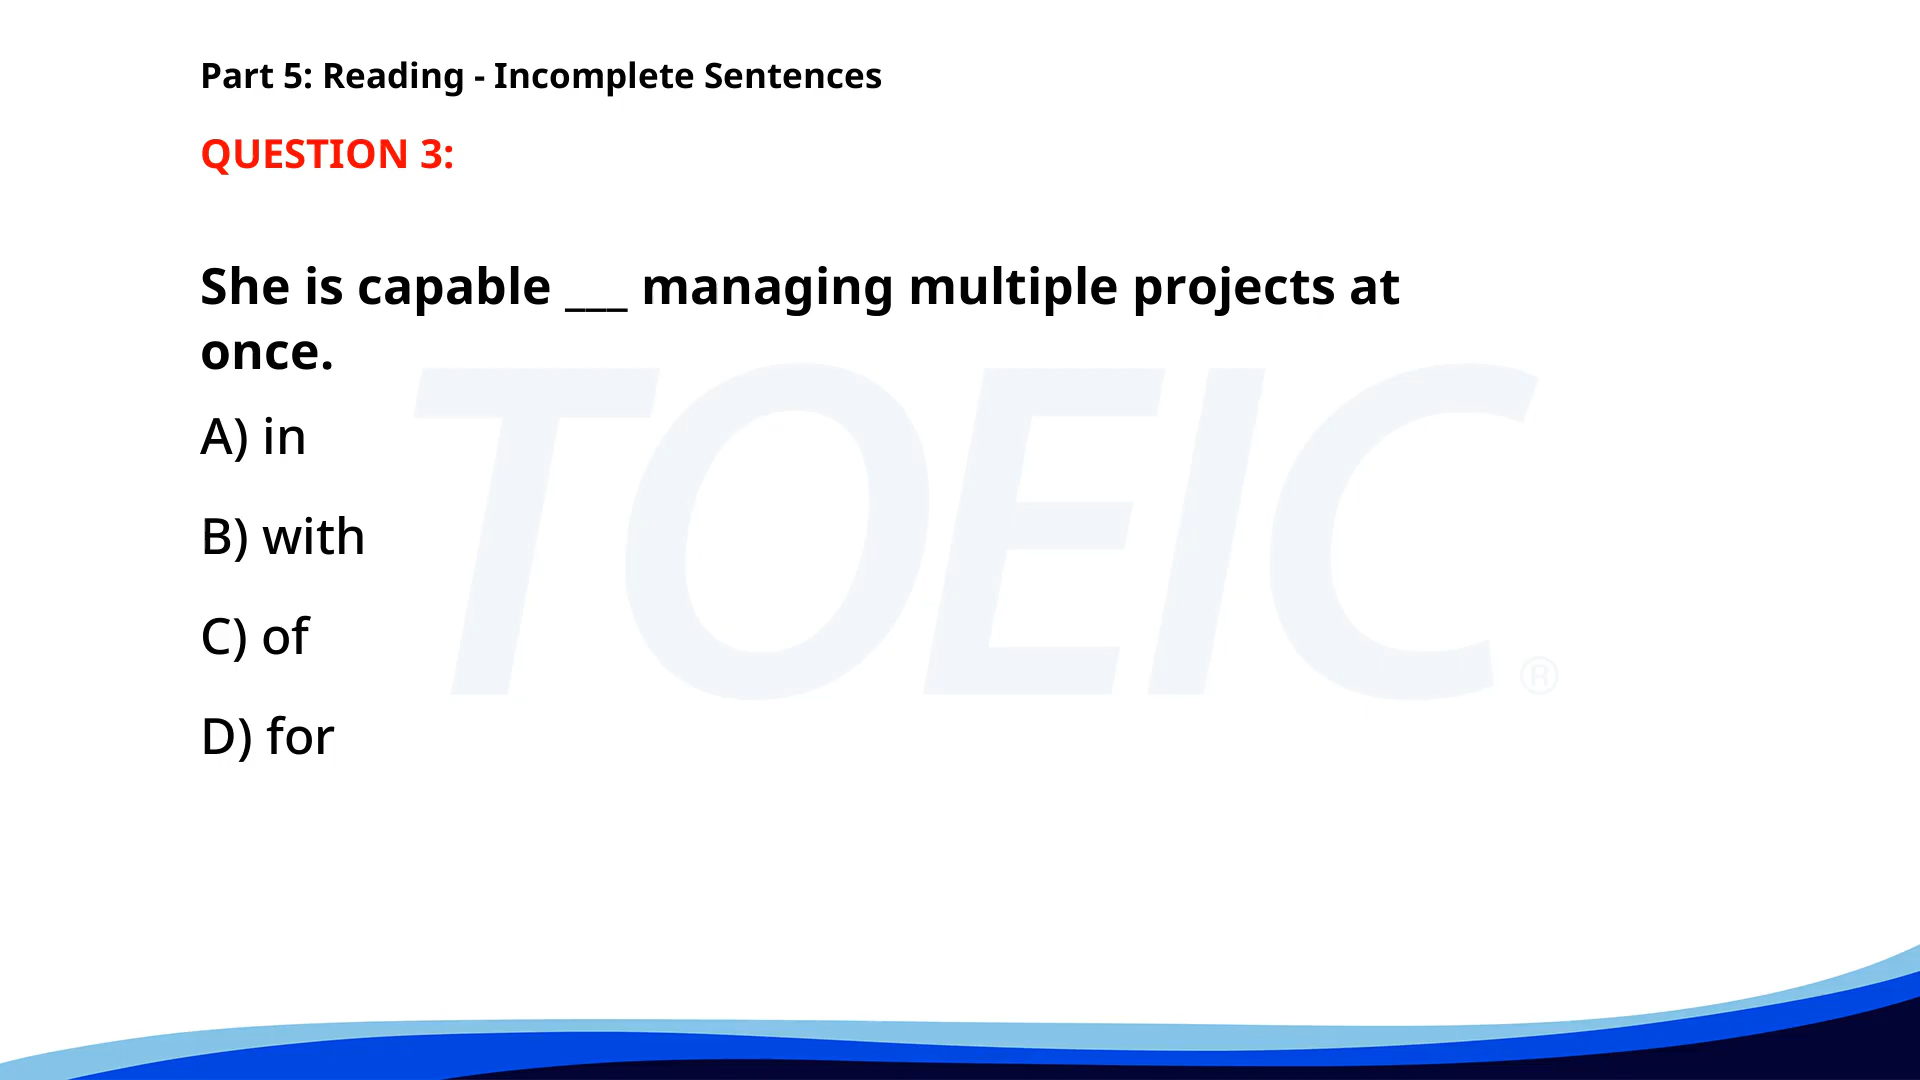 Part 5: Reading - Incomplete Sentences
QUESTION 3:
She is capable ___ managing multiple projects at
once.
TOEIC®
A) in
B) with
C) of
D) for